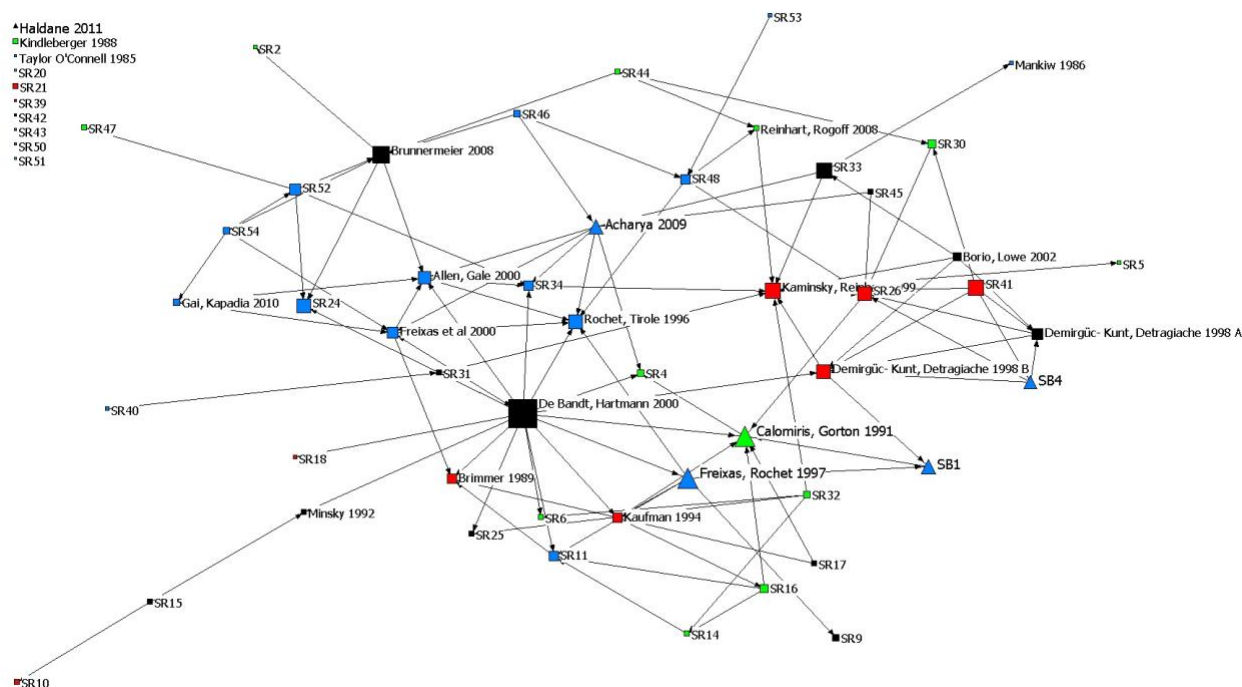 Haldane 2011
Kindleberger 1988
Taylor O'Connell 1985
SR20
SR21
SR39
SR42
SR43
SR50
SR51
SR53
SR2
Mankiw 1986
SR44
SR46
SR47
Reinhart, Rogoff 2008
SR30
Brunnermeier 2008
SR33
SR48
SR52
SR45
Acharya 2009
SR54
Borio, Lowe 2002
SR5
Allen, Gale 2000
SR34
Kaminsky, Rein 99
SR26
SR41
Gai, Kapadia 2010
SR24
Rochet, Tirole 1996
Freixas et al 2000
Demirgüc- Kunt, Detragiache 1998 A
SR31
SR4
Demirgüc- Kunt, Detragiache 1998 B
SB4
De Bandt, Hartmann 2000
SR40
Calomiris, Gorton 1991
SR18
SB1
Brimmer 1989
Freixas, Rochet 1997
SR32
Minsky 1992
SR6
Kaufman 1994
SR25
SR11
SR17
SR16
SR15
SR14
SR9
SR10